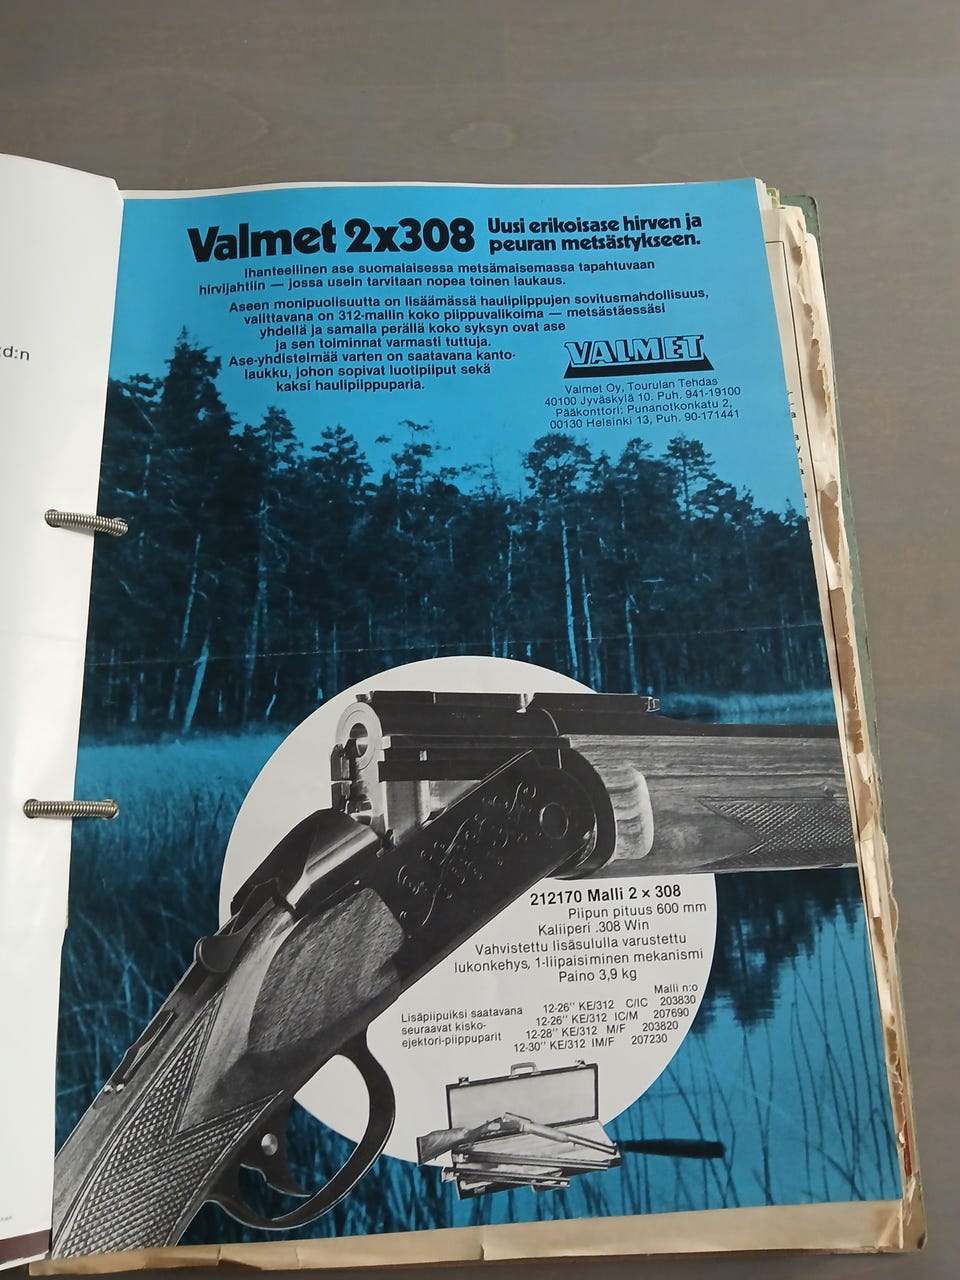 Valmet 2x308
Uusi erikoisase hirven ja
peuran metsästykseen.
Ihanteellinen ase suomalaisessa metsämaisemassa tapahtuvaan
hirvijahtiin — jossa usein tarvitaan nopea toinen laukaus.
Aseen monipuolisuutta on lisäämässä haulipiippujen sovitusmahdollisuus,
valittavana on 312-mallin koko piippuvalikoima — metsästäessäsi
yhdellä ja samalla perällä koko syksyn ovat ase
ja sen toiminnat varmasti tuttuja.
Ase-yhdistelmää varten on saatavana kanto-
laukku, johon sopivat luotipiiput sekä
kaksi haulipiippuparia.
VALMET
Valmet Oy, Tourulan Tehdas
40100 Jyväskylä 10. Puh. 941-19100
Pääkonttori: Punanotkonkatu 2,
00130 Helsinki 13, Puh. 90-171441
d:n
212170 Malli 2 x 308
Piipun pituus 600 mm
Kaliiperi .308 Win
Vahvistettu lisäsululla varustettu
lukonkehys, 1-liipaisiminen mekanismi
Paino 3,9 kg
Lisäpiipuiksi saatavana
seuraavat kisko-
ejektori-piippuparit
Malli n:o
12-26" KE/312 C/IC 203830
12-26" KE/312 IC/M 207690
12-28" KE/312 M/F 203820
12-30" KE/312 IM/F 207230